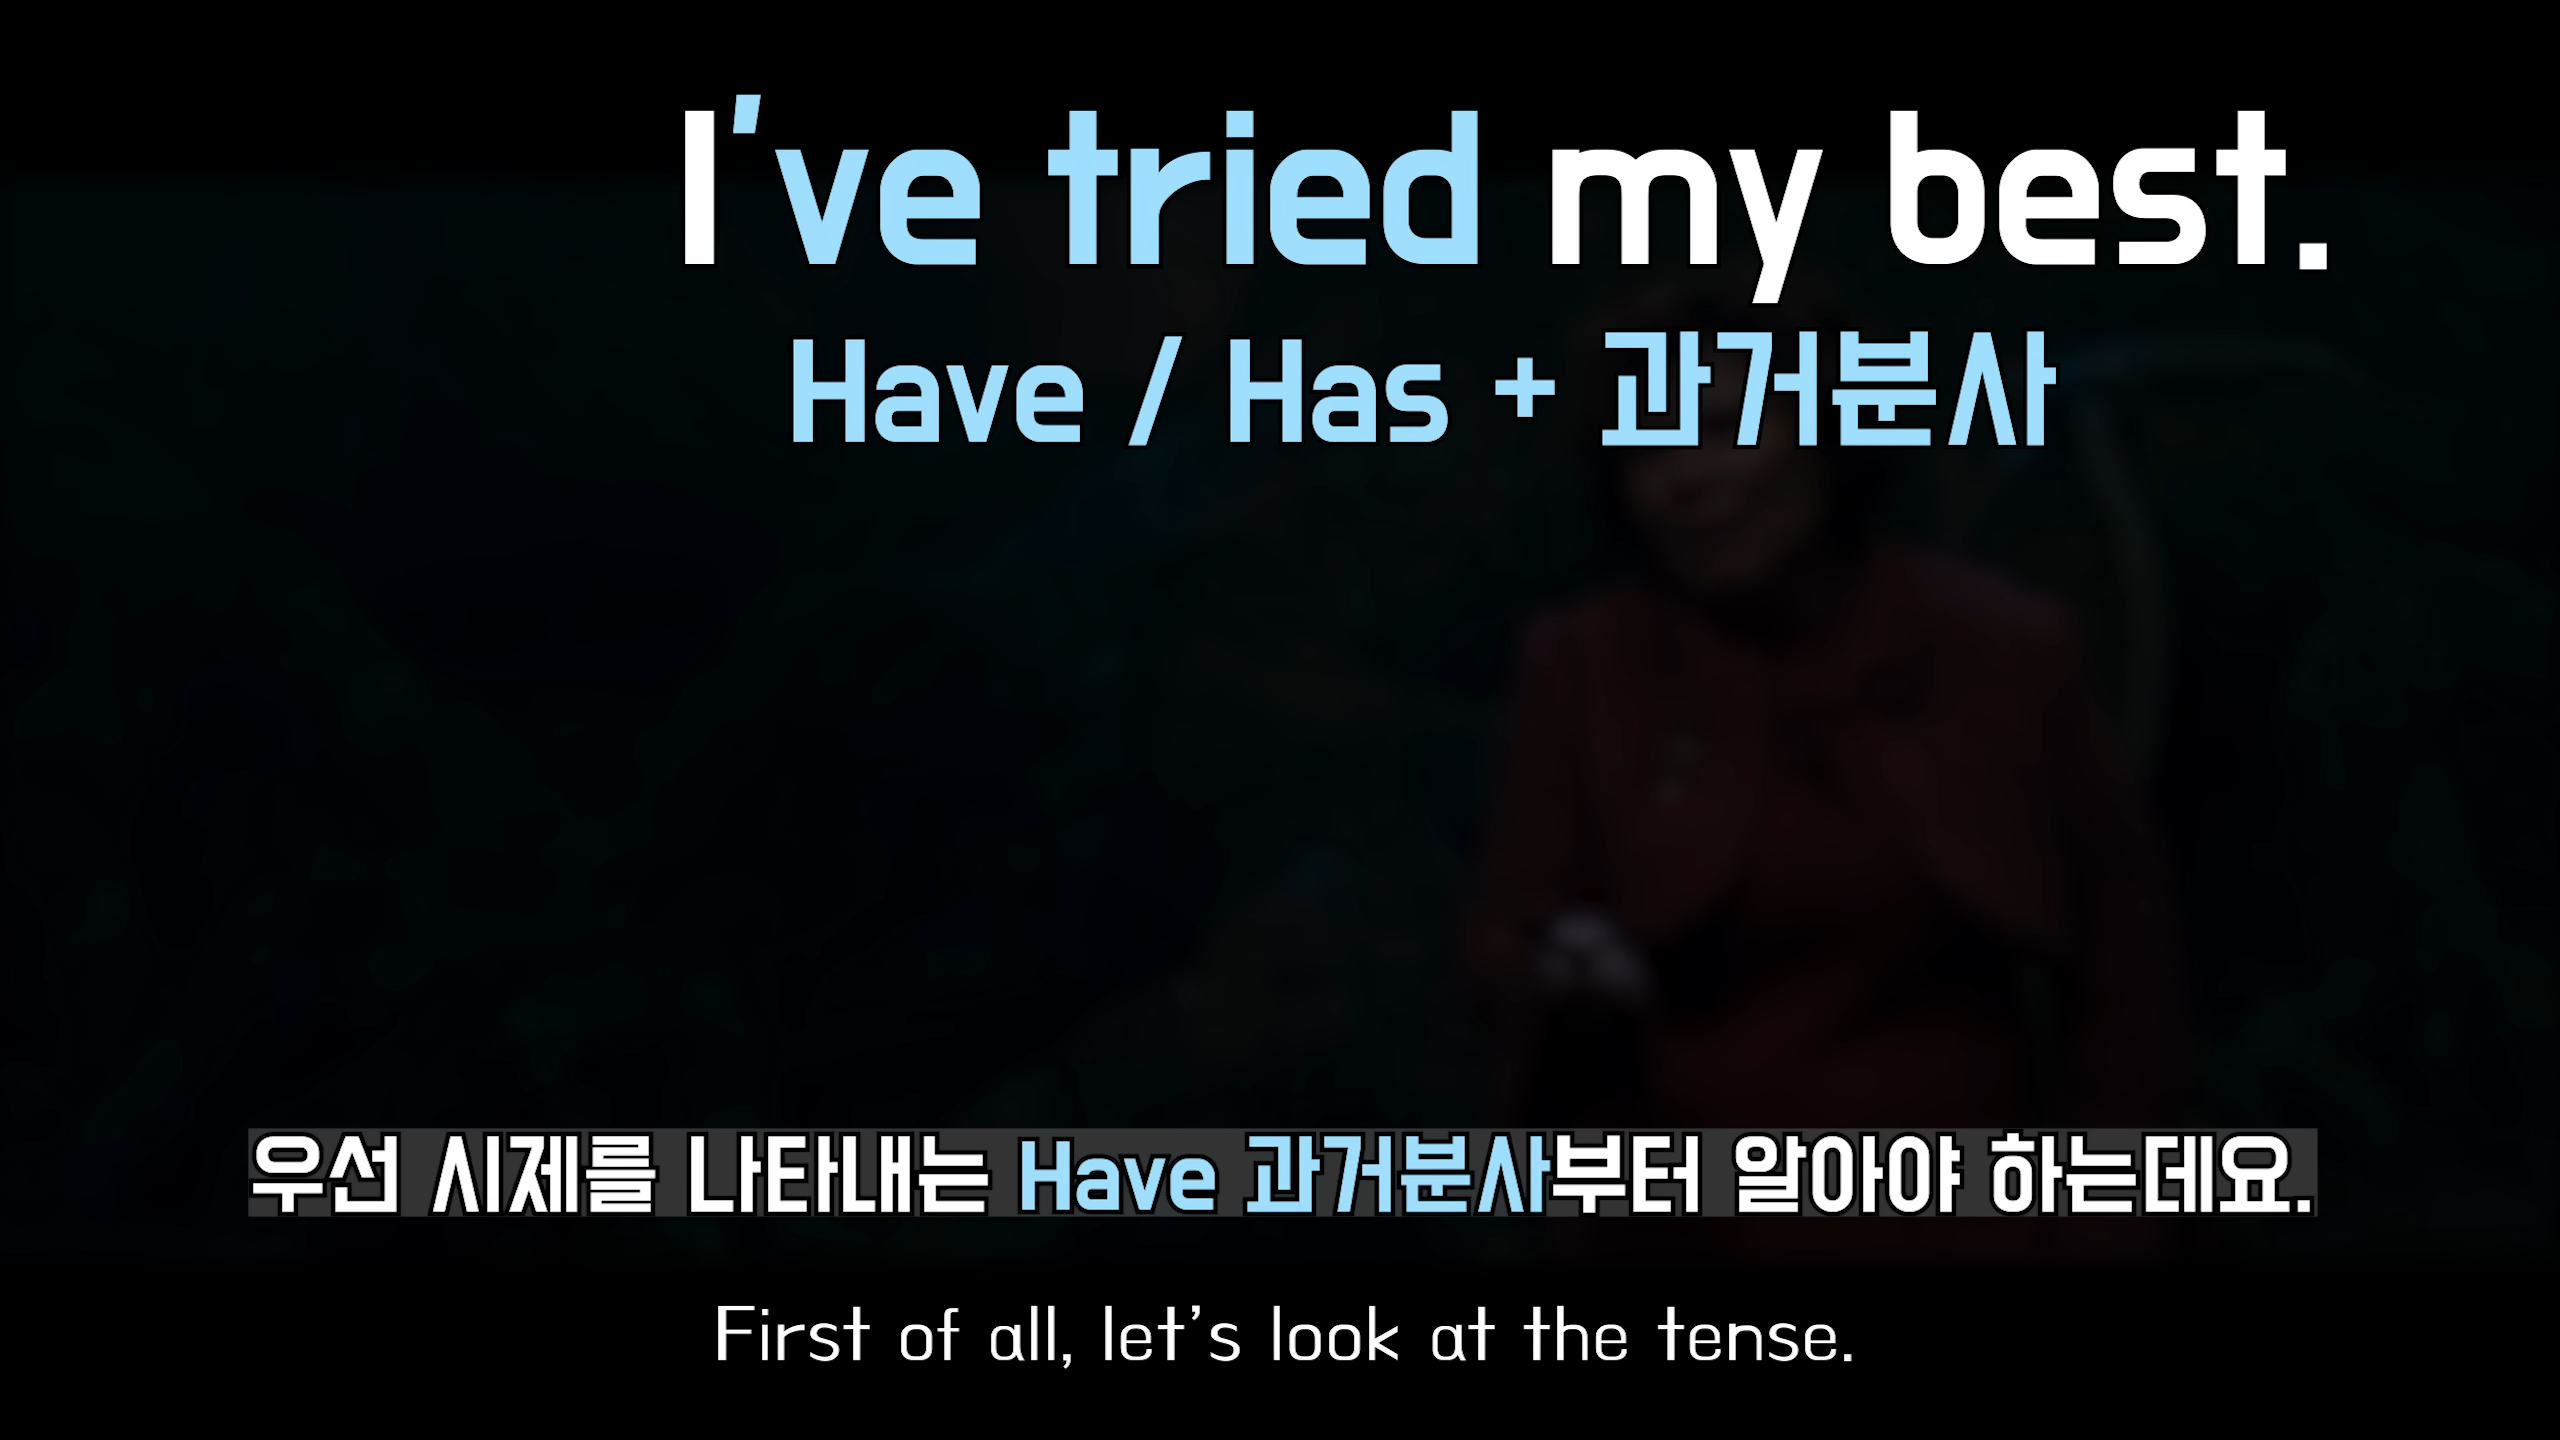 I've tried my best.
Have / Has + 과거분사
우선 시제를 나타내는 Have 과거분사부터 알아야 하는데요.
First of all, let's look at the tense.